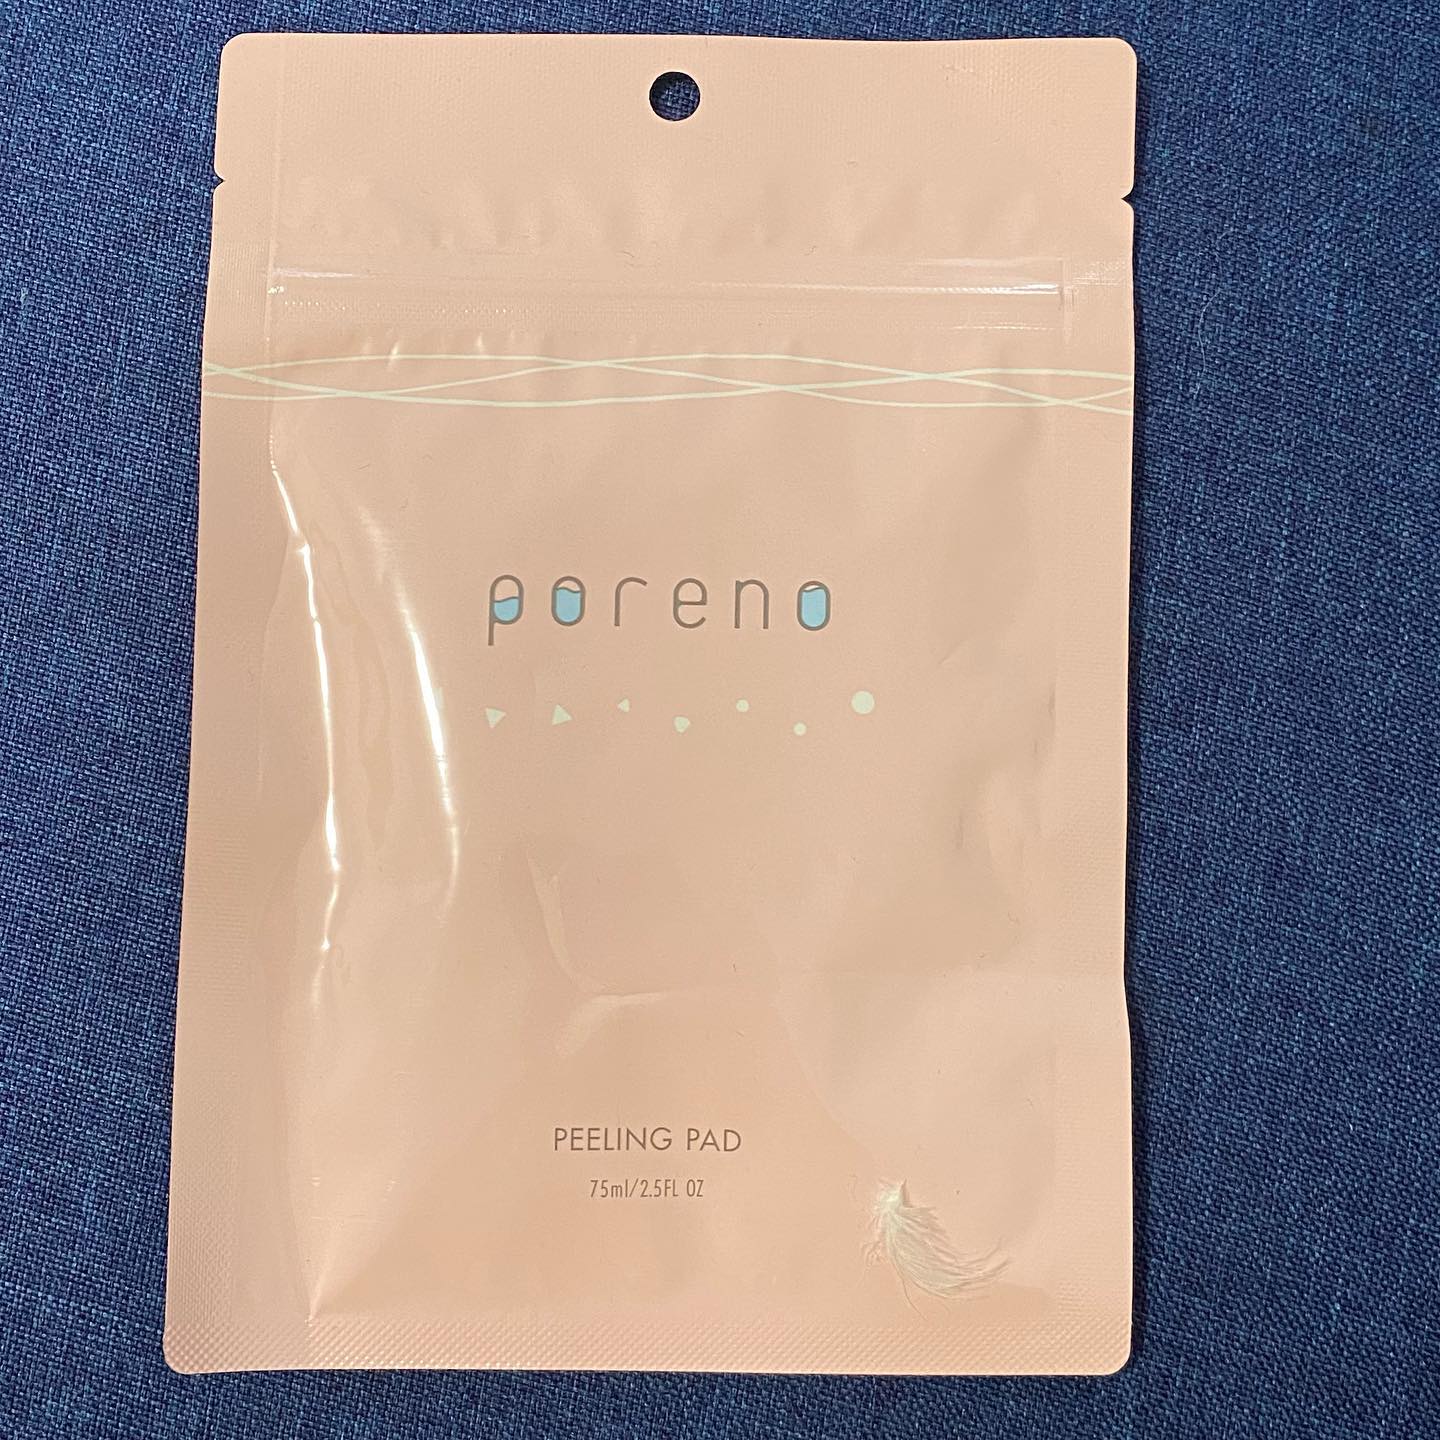 poreno
PEELING PAD
75ml/2.5FL OZ